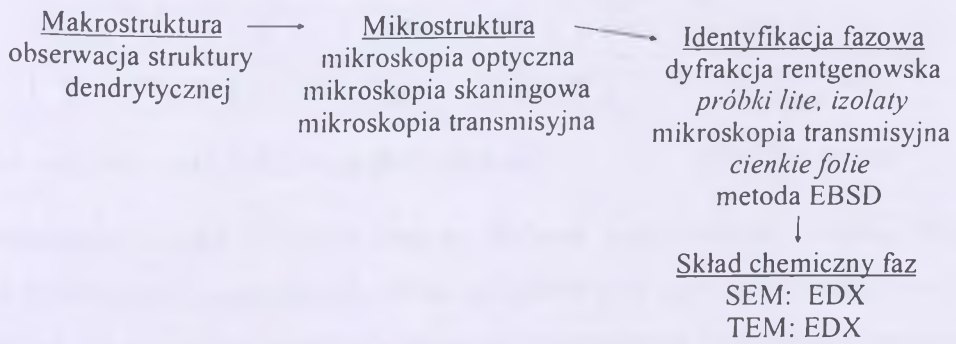 Makrostruktura
obserwacja struktury
dendrytycznej
Mikrostruktura
mikroskopia optyczna
mikroskopia skaningowa
mikroskopia transmisyjna
Identyfikacja fazowa
dyfrakcja rentgenowska
próbki lite, izolaty
mikroskopia transmisyjna
cienkie folie
metoda EBSD
Skład chemiczny faz
SEM: EDX
TEM: EDX